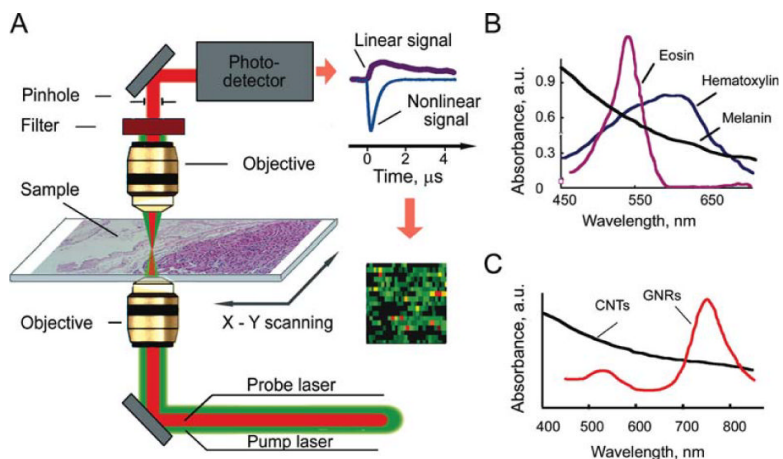 A
Photo-
detector
Pinhole
Filter
Objective
Sample
Objective
X - Y scanning
Probe laser
Pump laser
Linear signal
Nonlinear
signal
0 2 4
Time, μs
B
Absorbance, a.u.
0.9
0.6
0.3
0
450 550 650
Wavelength, nm
Eosin
Hematoxylin
Melanin
C
Absorbance, a.u.
CNTs
GNRs
400 500 600 700 800
Wavelength, nm